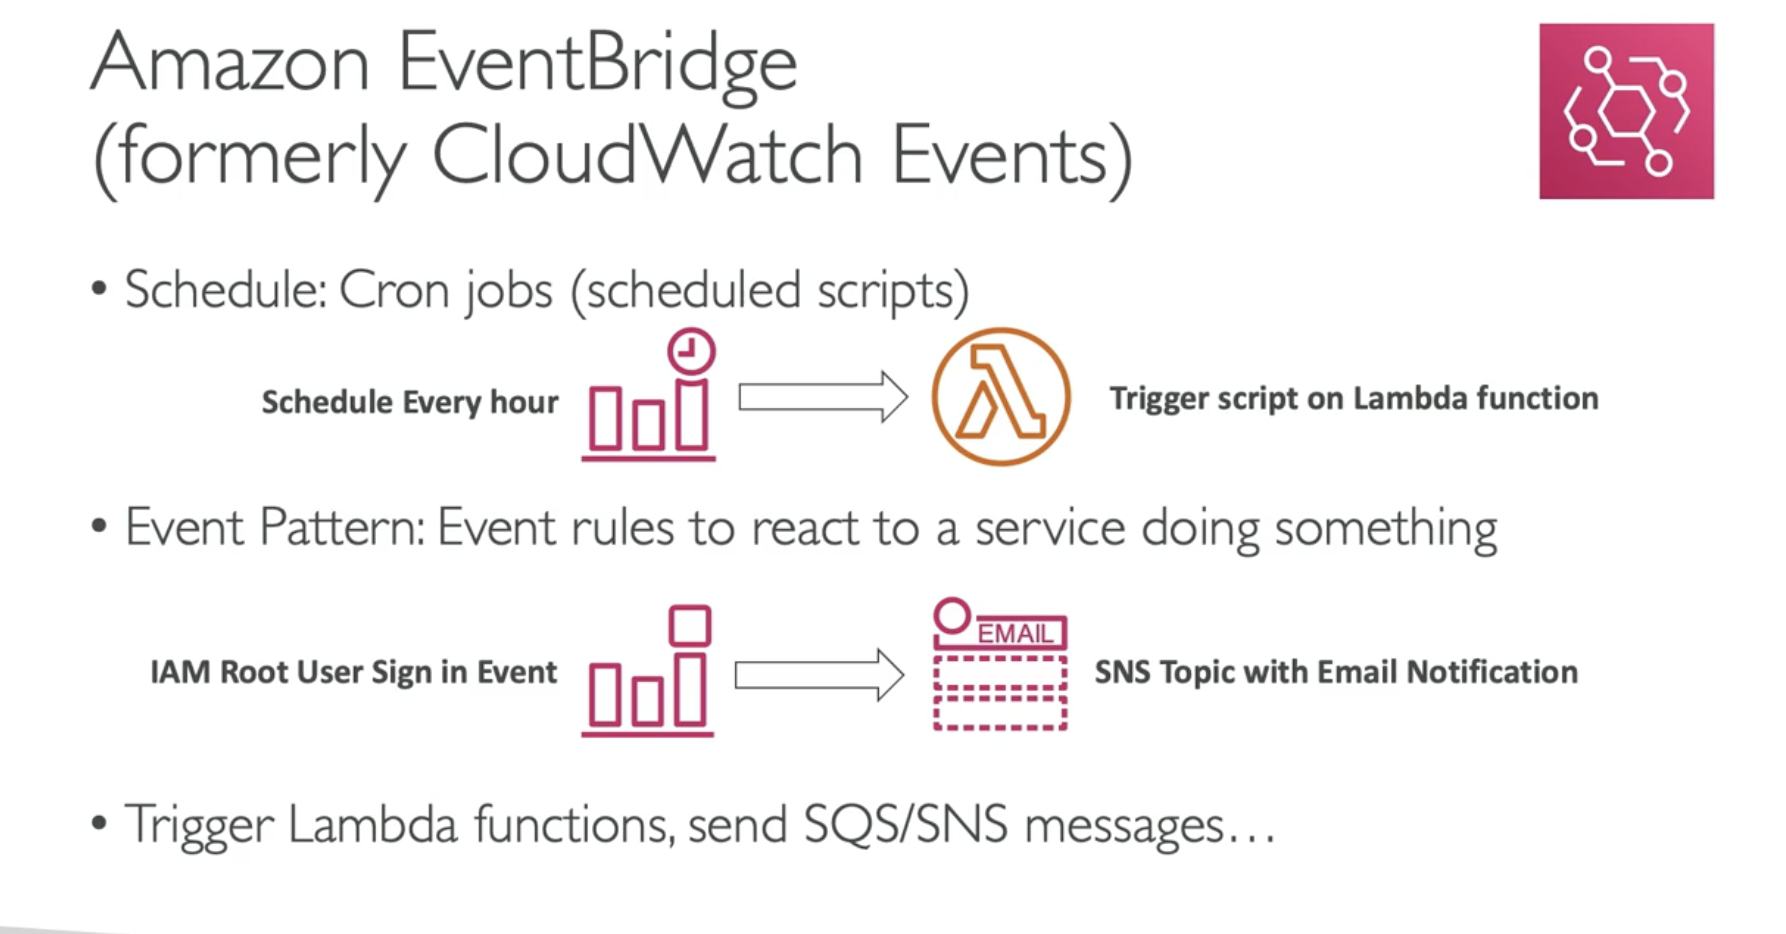 Amazon EventBridge
(formerly CloudWatch Events)
• Schedule: Cron jobs (scheduled scripts)
Schedule Every hour
Trigger script on Lambda function
• Event Pattern: Event rules to react to a service doing something
IAM Root User Sign in Event
EMAIL
SNS Topic with Email Notification
• Trigger Lambda functions, send SQS/SNS messages…